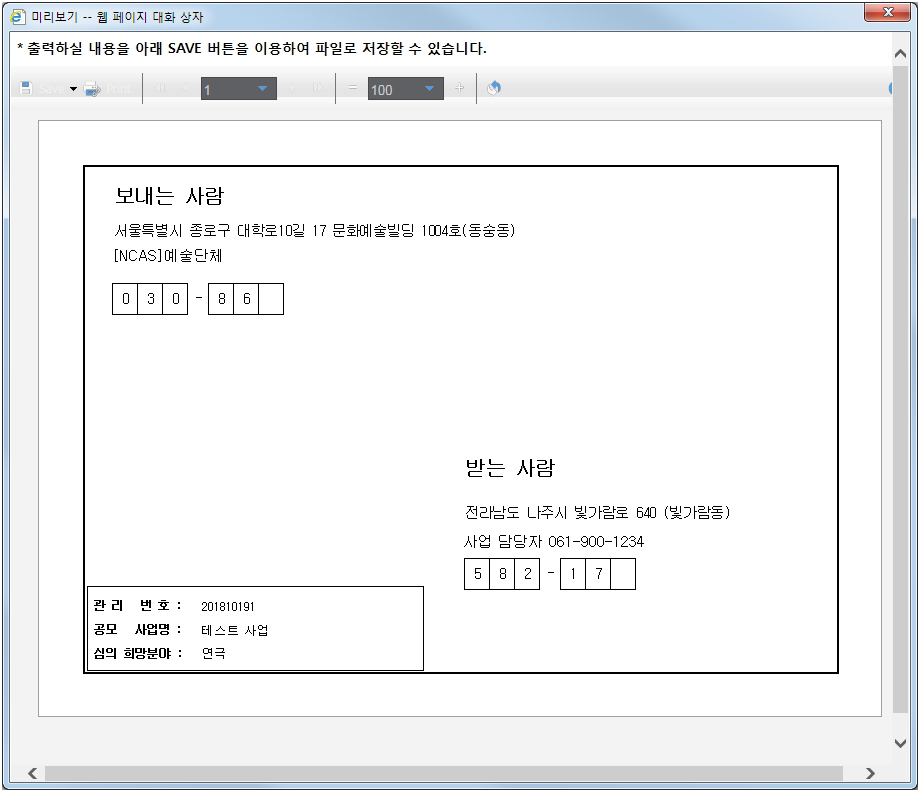 미리보기 -- 웹 페이지 대화 상자
* 출력하실 내용을 아래 SAVE 버튼을 이용하여 파일로 저장할 수 있습니다.
Save Print 1 100
보내는 사람
서울특별시 종로구 대학로10길 17 문화예술빌딩 1004호(동숭동)
[NCAS]예술단체
0 3 0 - 8 6
받는 사람
전라남도 나주시 빛가람로 640 (빛가람동)
사업 담당자 061-900-1234
5 8 2 - 1 7
관 리 번 호 : 201810191
공모 사업명 : 테스트 사업
심의 희망분야 : 연극